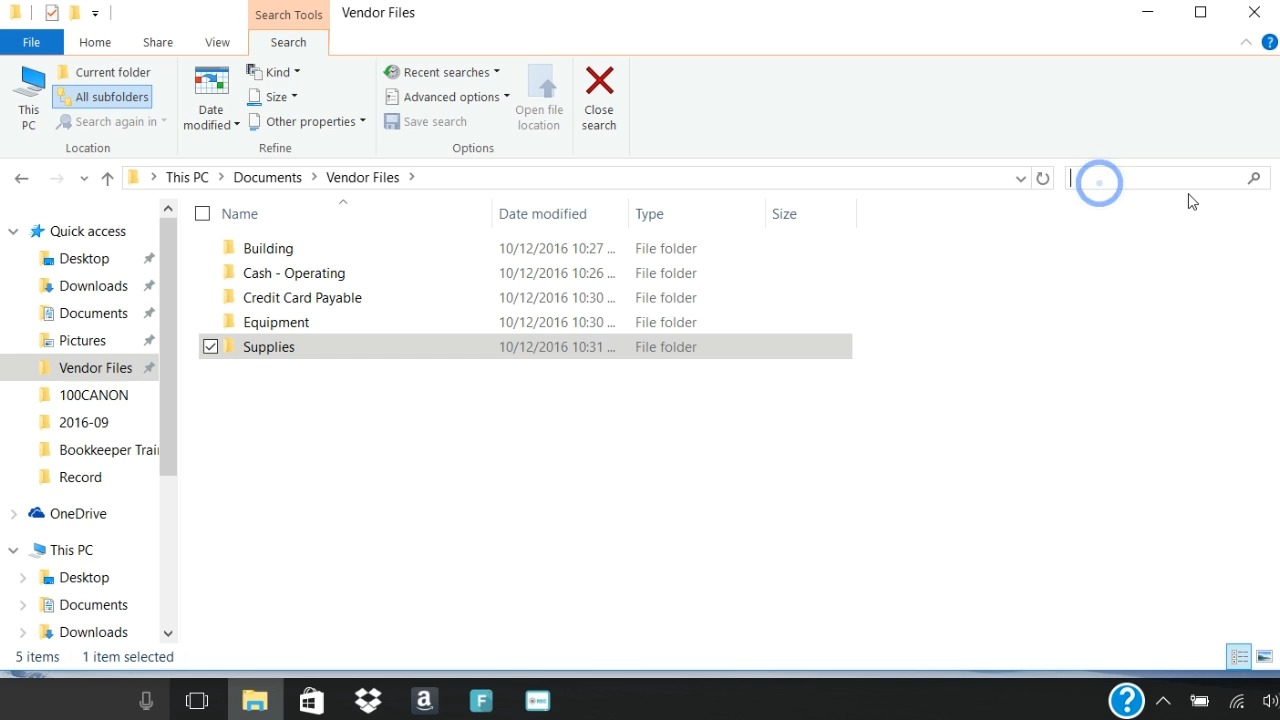 Search Tools Vendor Files
File Home Share View Search
This PC
Current folder
All subfolders
Search again in
Location
Date modified
Kind
Size
Other properties
Refine
Recent searches
Advanced options
Save search
Open file location
Options
Close search
This PC > Documents > Vendor Files >
Name Date modified Type Size
Building 10/12/2016 10:27 ... File folder
Cash - Operating 10/12/2016 10:26 ... File folder
Credit Card Payable 10/12/2016 10:30 ... File folder
Equipment 10/12/2016 10:30 ... File folder
Supplies 10/12/2016 10:31 ... File folder
Quick access
Desktop
Downloads
Documents
Pictures
Vendor Files
100CANON
2016-09
Bookkeeper Trai
Record
OneDrive
This PC
Desktop
Documents
Downloads
5 items 1 item selected
a
F
REC
?